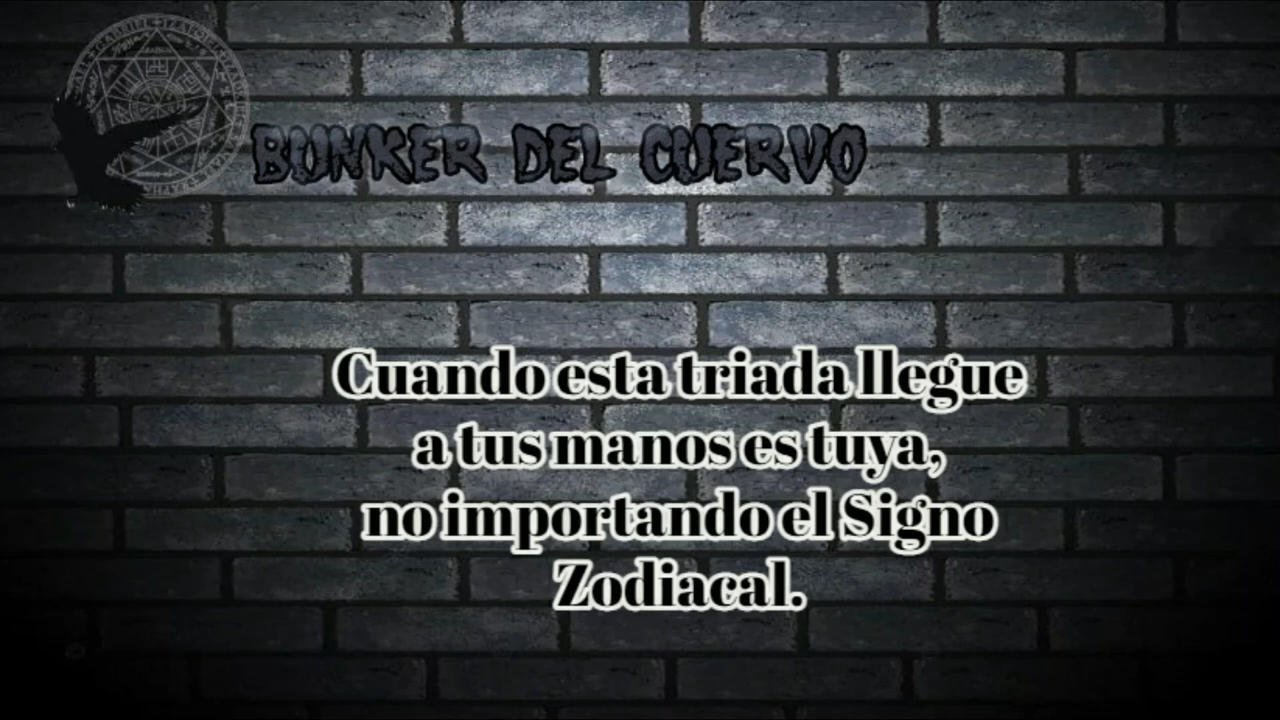 BUNKER DEL CUERVO
Cuando esta triada llegue
a tus manos es tuya,
no importando el Signo
Zodiacal.